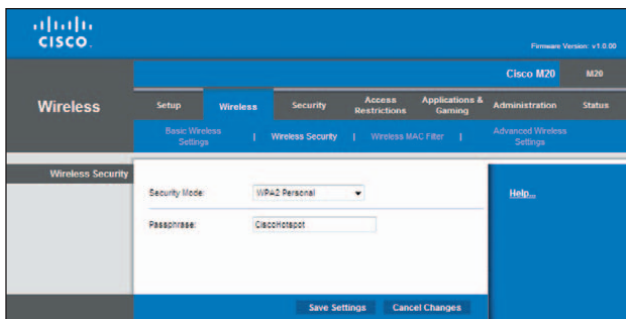 CISCO
Firmware Version: v1.0.00
Cisco M20 M20
Wireless
Setup Wireless Security Access Restrictions Applications & Gaming Administration Status
Basic Wireless Settings | Wireless Security | Wireless MAC Filter | Advanced Wireless Settings
Wireless Security
Security Mode: WPA2 Personal
Help...
Passphrase: CiscoHotspot
Save Settings Cancel Changes